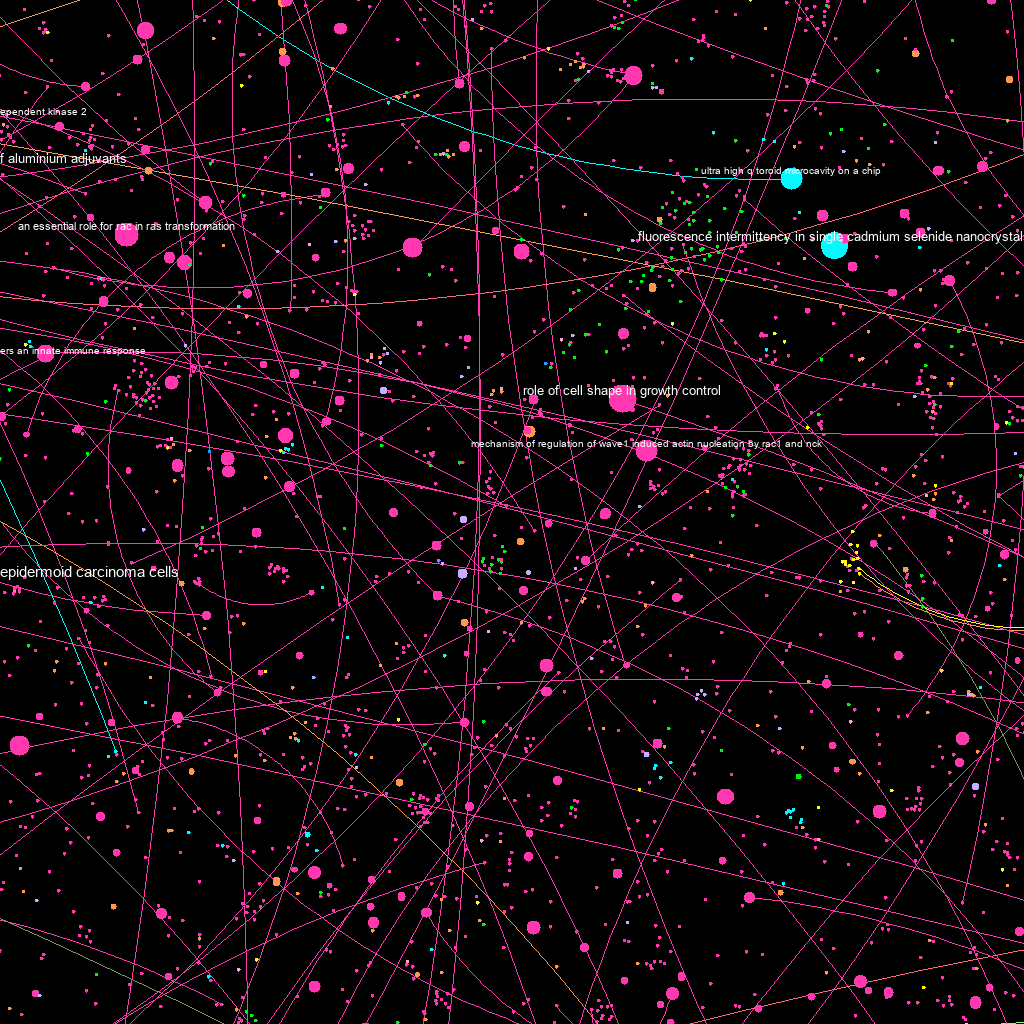 ependent kinase 2
f aluminium adjuvants
ultra high q toroid microcavity on a chip
an essential role for rac in ras transformation
fluorescence intermittency in single cadmium selenide nanocrystal
ers an innate immune response
role of cell shape in growth control
mechanism of regulation of wave1 induced actin nucleation by rac1 and nck
epidermoid carcinoma cells